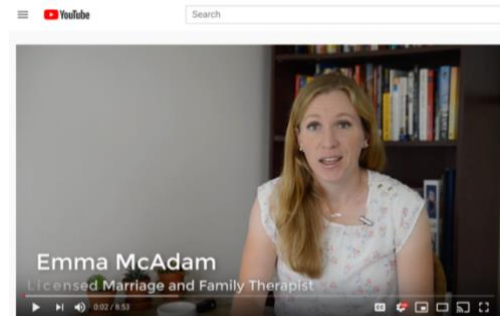 YouTube
Search
Emma McAdam
Licensed Marriage and Family Therapist
0:02 / 8:53